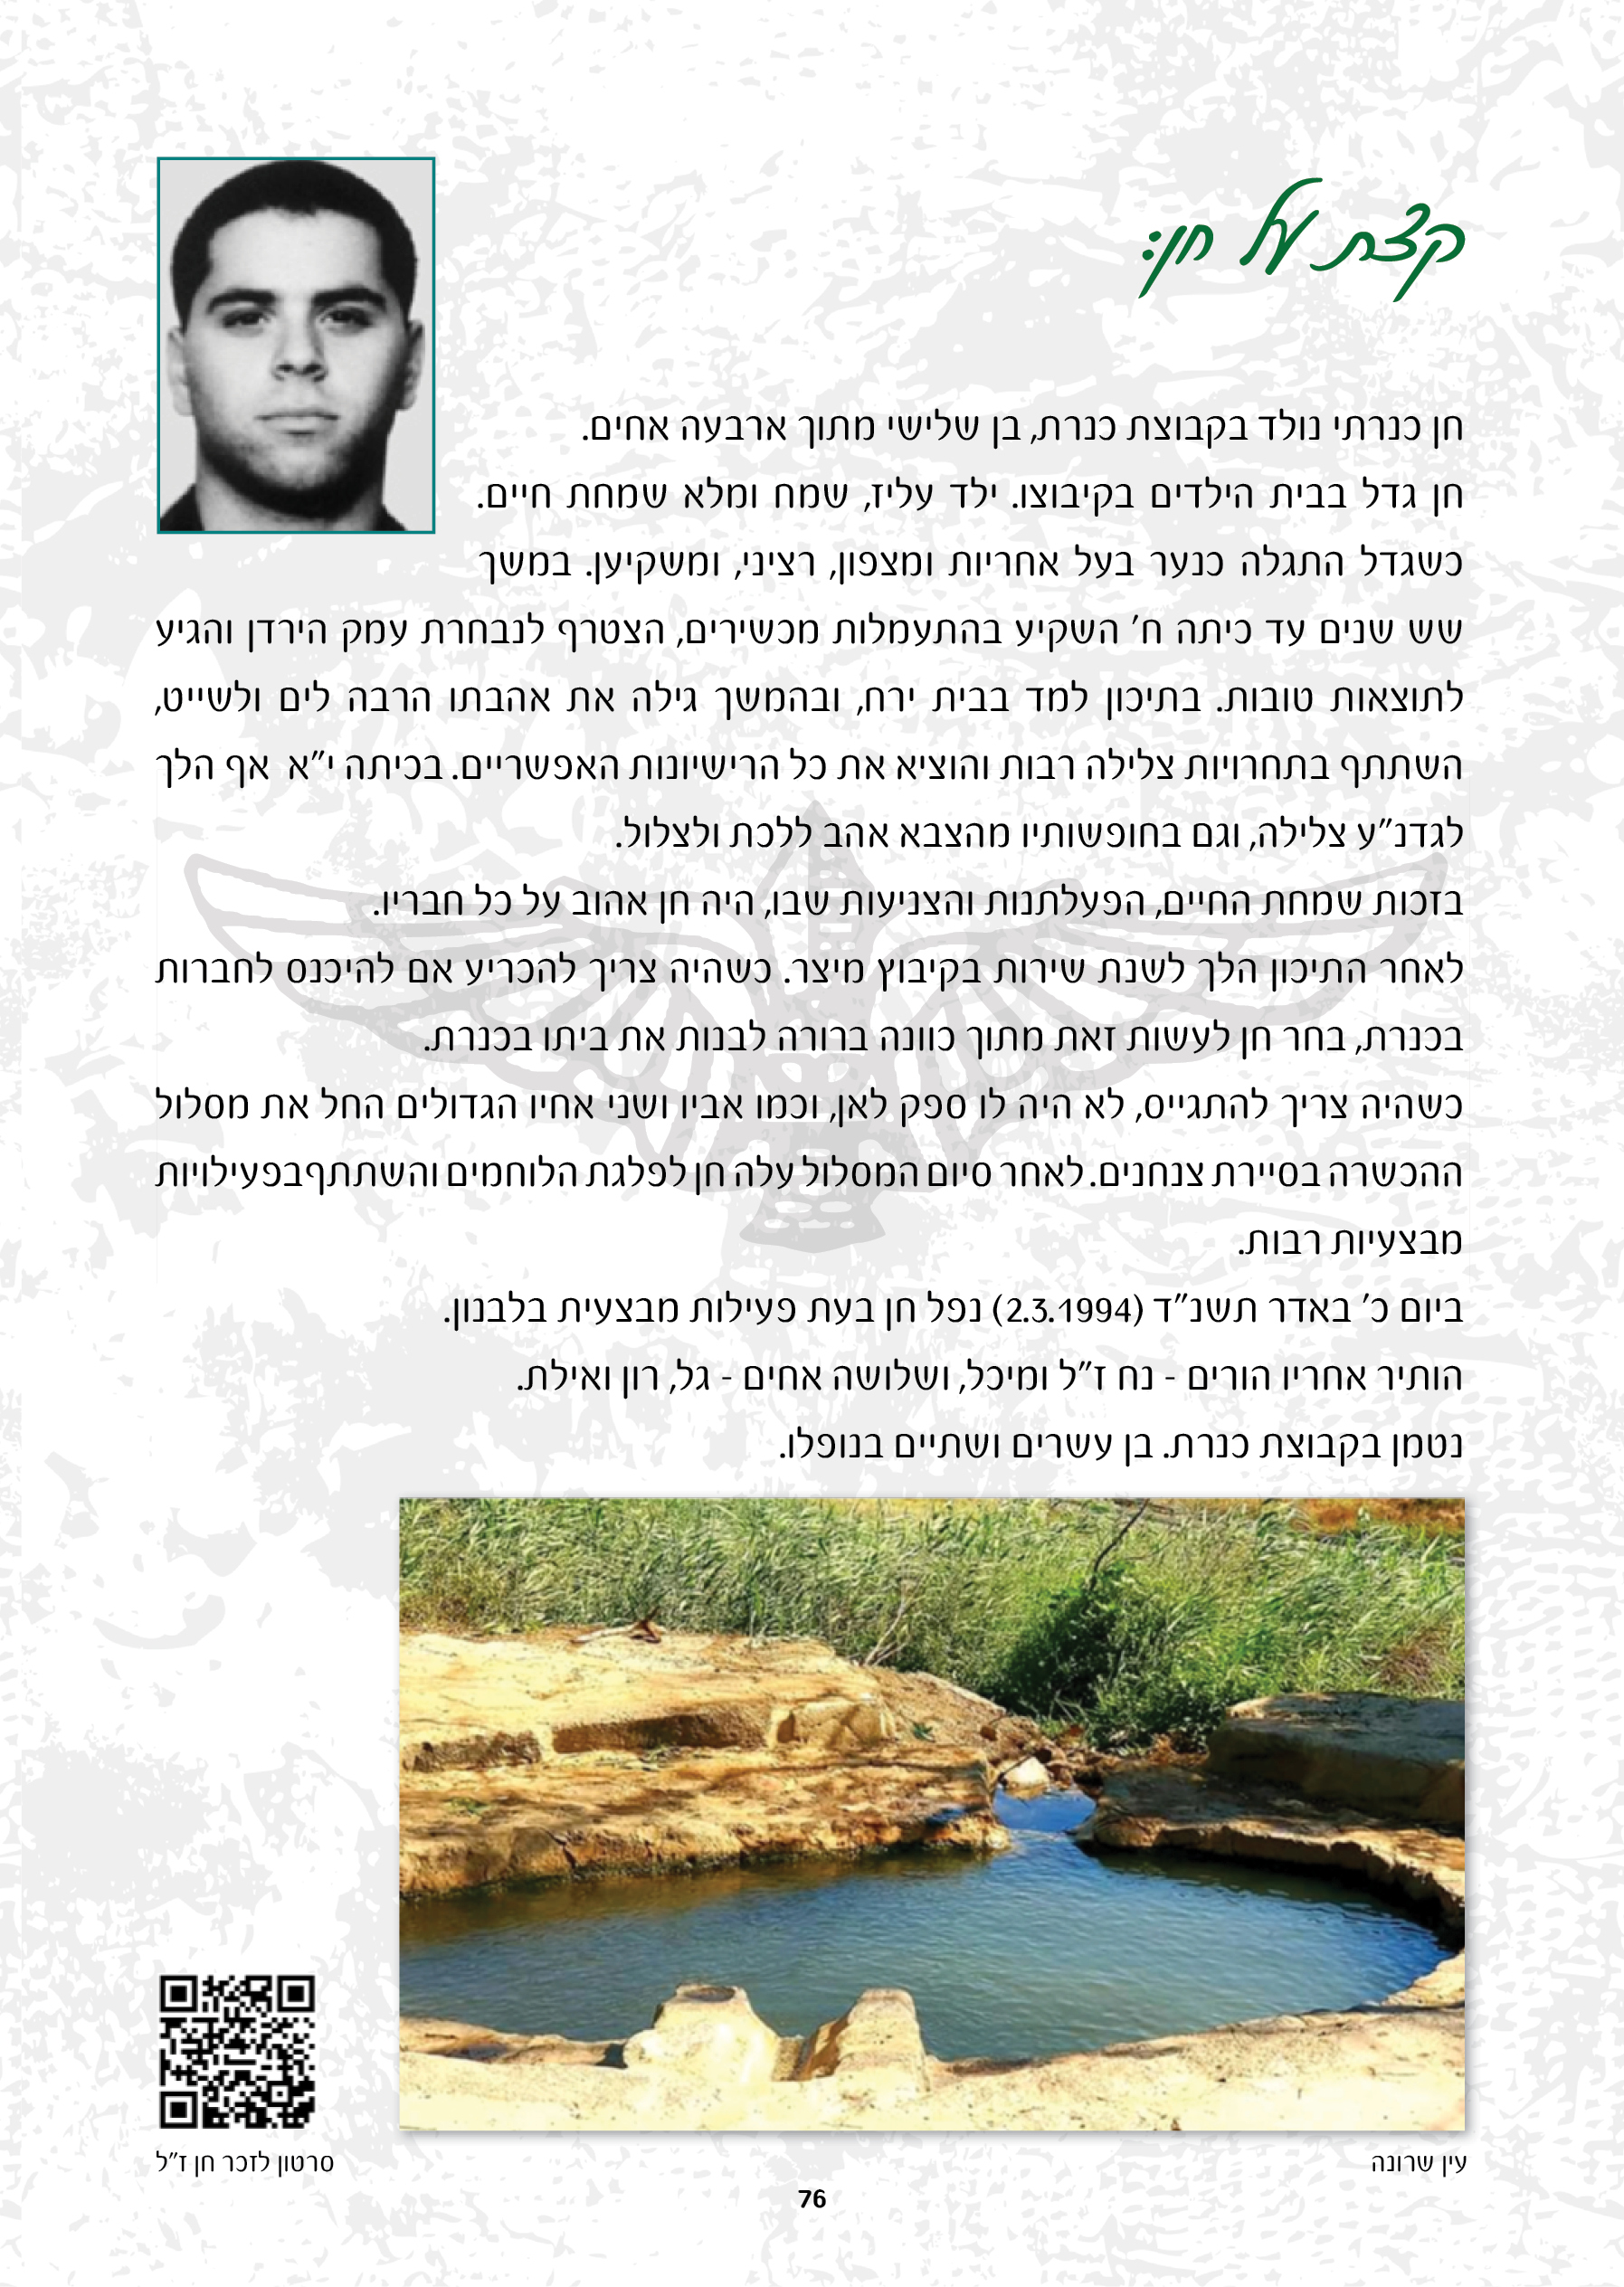 קצת על חן:
חן כנרתי נולד בקבוצת כנרת, בן שלישי מתוך ארבעה אחים.
חן גדל בבית הילדים בקיבוצו. ילד עליז, שמח ומלא שמחת חיים.
כשגדל התגלה כנער בעל אחריות ומצפון, רציני, ומשקיען. במשך
שש שנים עד כיתה ח' השקיע בהתעמלות מכשירים, הצטרף לנבחרת עמק הירדן והגיע
לתוצאות טובות. בתיכון למד בבית ירח, ובהמשך גילה את אהבתו הרבה לים ולשייט,
השתתף בתחרויות צלילה רבות והוציא את כל הרישיונות האפשריים. בכיתה י"א אף הלך
לגדנ"ע צלילה, וגם בחופשותיו מהצבא אהב ללכת ולצלול.
בזכות שמחת החיים, הפעלתנות והצניעות שבו, היה חן אהוב על כל חבריו.
לאחר התיכון הלך לשנת שירות בקיבוץ מיצר. כשהיה צריך להכריע אם להיכנס לחברות
בכנרת, בחר חן לעשות זאת מתוך כוונה ברורה לבנות את ביתו בכנרת.
כשהיה צריך להתגייס, לא היה לו ספק לאן, וכמו אביו ושני אחיו הגדולים החל את מסלול
ההכשרה בסיירת צנחנים. לאחר סיום המסלול עלה חן לפלגת הלוחמים והשתתף בפעילויות
מבצעיות רבות.
ביום כ' באדר תשנ"ד (2.3.1994) נפל חן בעת פעילות מבצעית בלבנון.
הותיר אחריו הורים - נח ז"ל ומיכל, ושלושה אחים - גל, רון ואילת.
נטמן בקבוצת כנרת. בן עשרים ושתיים בנופלו.
עין שרונה
סרטון לזכר חן ז"ל
76